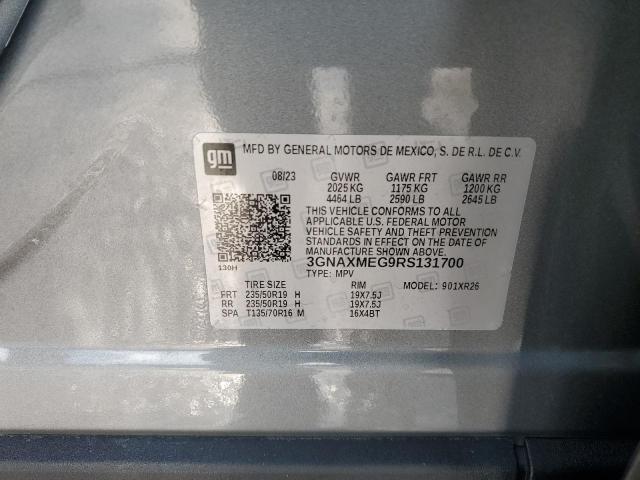 gm
MFD BY GENERAL MOTORS DE MEXICO, S. DE R.L. DE C.V.
08/23 GVWR GAWR FRT GAWR RR
2025 KG 1175 KG 1200 KG
4464 LB 2590 LB 2645 LB
THIS VEHICLE CONFORMS TO ALL
APPLICABLE U.S. FEDERAL MOTOR
VEHICLE SAFETY AND THEFT PREVENTION
STANDARDS IN EFFECT ON THE DATE OF
MANUFACTURE SHOWN ABOVE.
130H 3GNAXMEG9RS131700
TYPE: MPV
TIRE SIZE RIM MODEL: 901XR26
FRT 235/50R19 H 19X7.5J
RR 235/50R19 H 19X7.5J
SPA T135/70R16 M 16X4BT